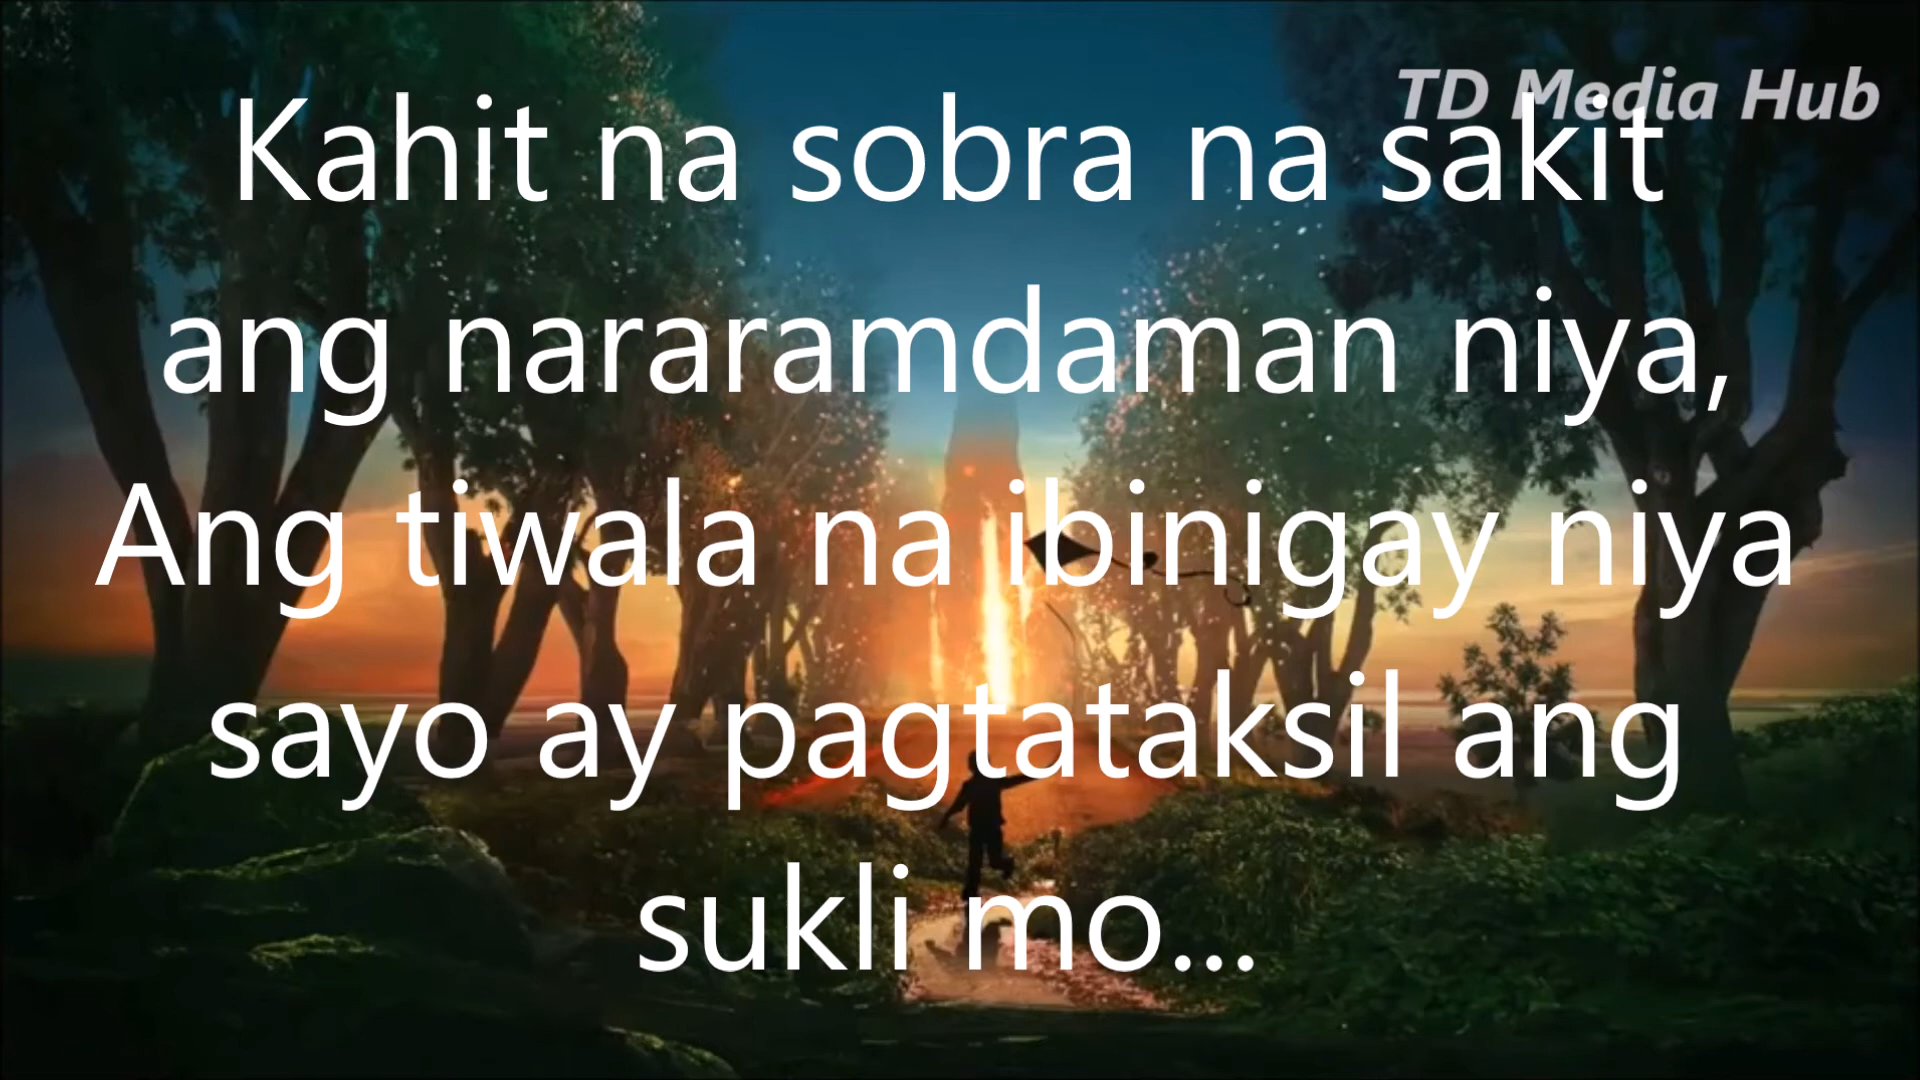 TD Media Hub
Kahit na sobra na sakit
ang nararamdaman niya,
Ang tiwala na ibinigay niya
sayo ay pagtataksil ang
sukli mo...